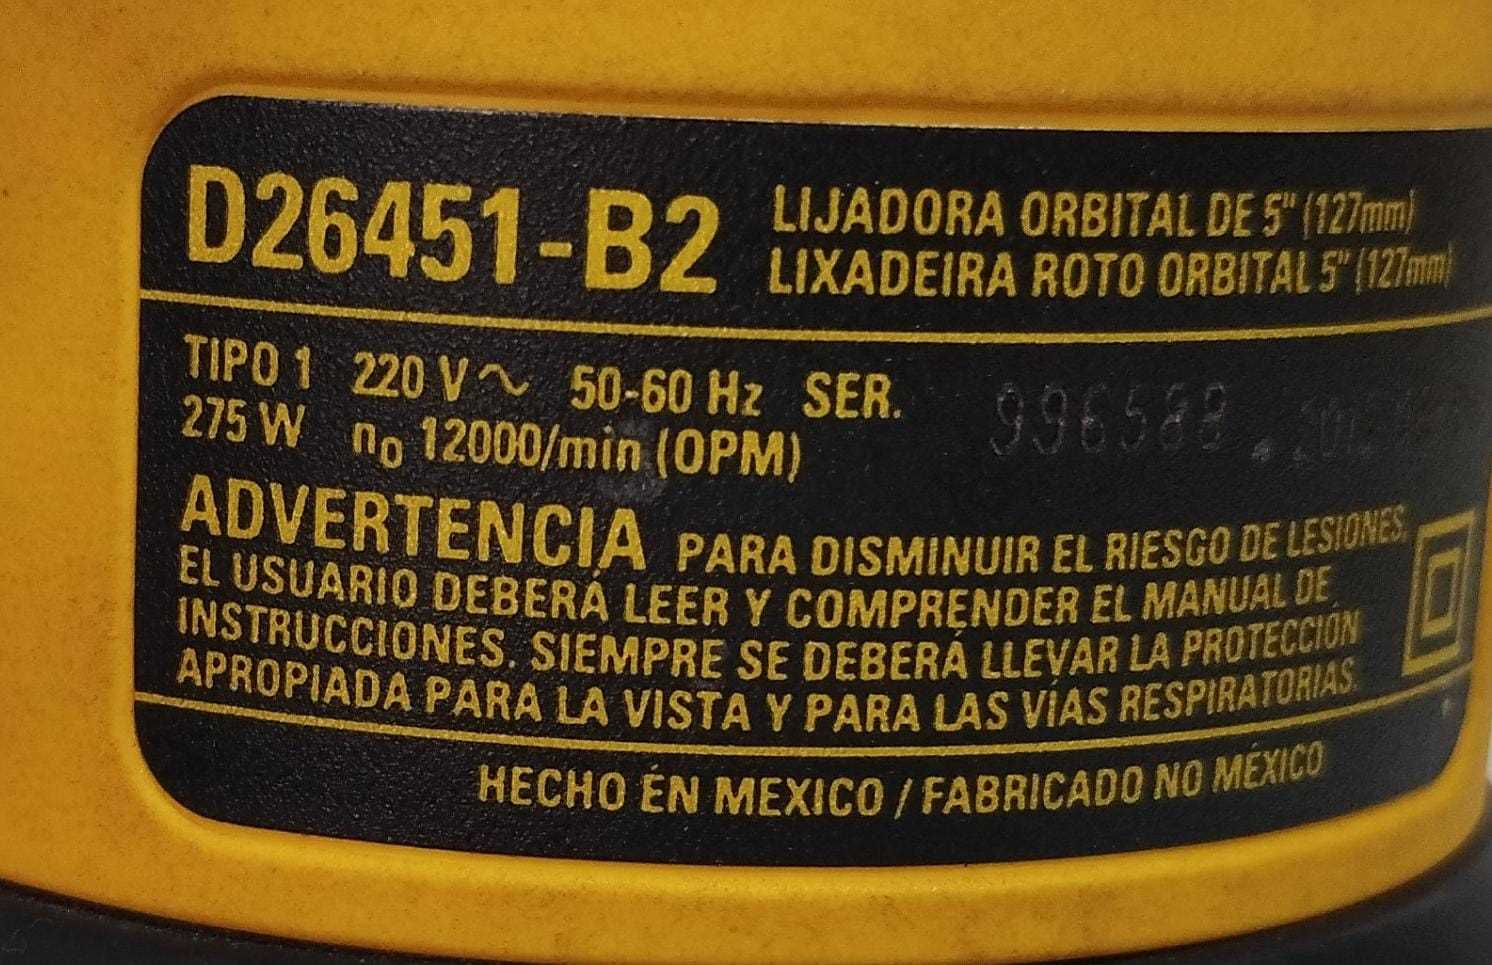 D26451-B2 LIJADORA ORBITAL DE 5" (127mm)
LIXADEIRA ROTO ORBITAL 5" (127mm)
TIPO 1 220 V ~ 50-60 Hz SER. 996588
275 W no 12000/min (OPM)
ADVERTENCIA PARA DISMINUIR EL RIESGO DE LESIONES,
EL USUARIO DEBERÁ LEER Y COMPRENDER EL MANUAL DE
INSTRUCCIONES. SIEMPRE SE DEBERÁ LLEVAR LA PROTECCIÓN
APROPIADA PARA LA VISTA Y PARA LAS VÍAS RESPIRATORIAS.
HECHO EN MEXICO / FABRICADO NO MÉXICO